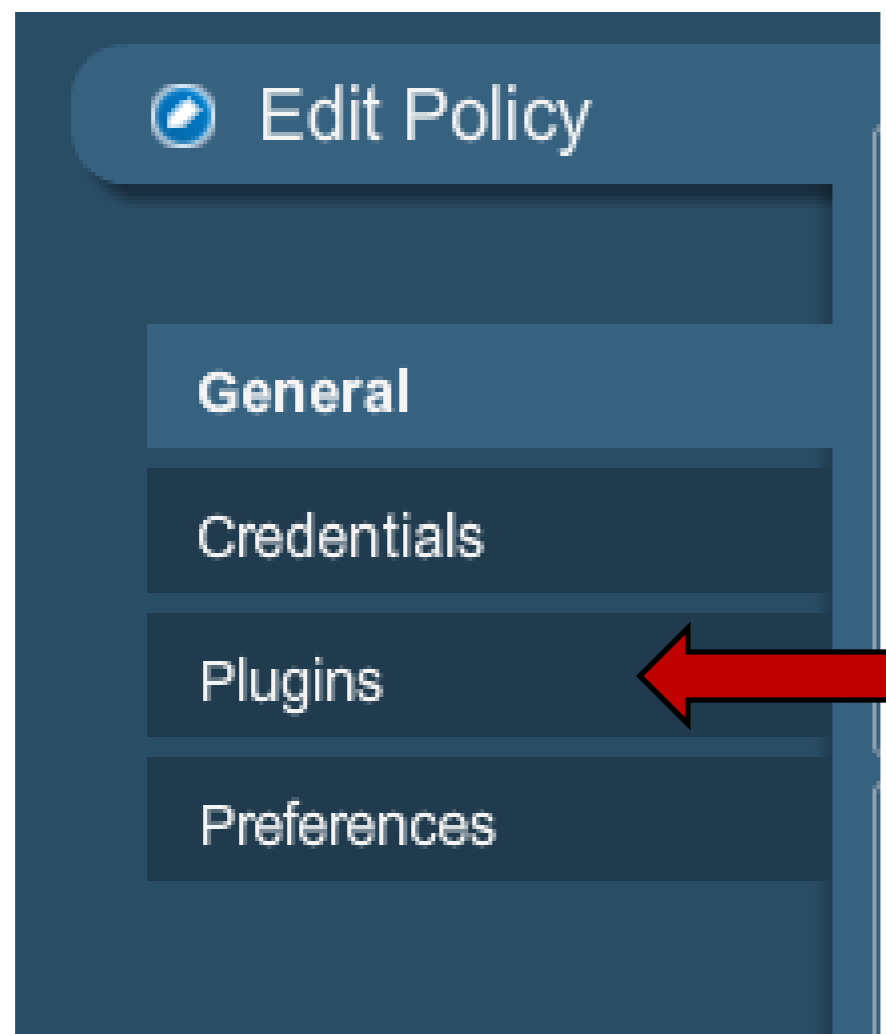 Edit Policy
General
Credentials
Plugins
Preferences